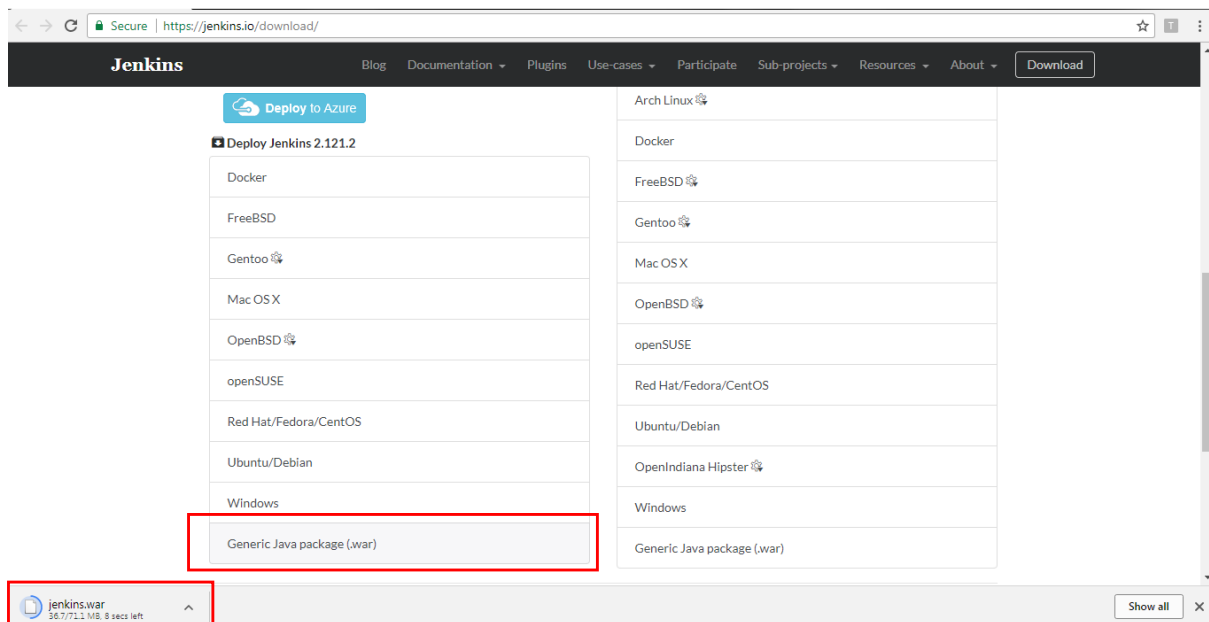 Secure | https://jenkins.io/download/
T
Jenkins
Blog Documentation Plugins Use-cases Participate Sub-projects Resources About Download
Deploy to Azure
Deploy Jenkins 2.121.2
Docker
FreeBSD
Gentoo
Mac OS X
OpenBSD
openSUSE
Red Hat/Fedora/CentOS
Ubuntu/Debian
Windows
Generic Java package (.war)
Arch Linux
Docker
FreeBSD
Gentoo
Mac OS X
OpenBSD
openSUSE
Red Hat/Fedora/CentOS
Ubuntu/Debian
OpenIndiana Hipster
Windows
Generic Java package (.war)
jenkins.war
36.7/71.1 MB, 8 secs left
Show all